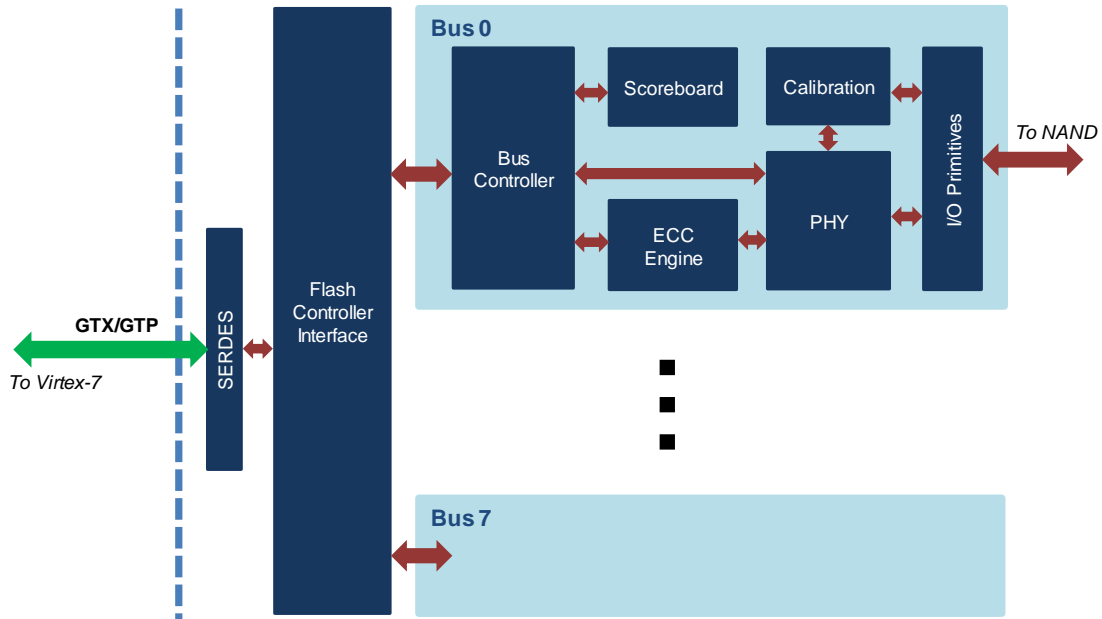 Bus 0
Scoreboard
Calibration
Bus
Controller
I/O Primitives
To NAND
ECC
Engine
PHY
Flash
Controller
Interface
SERDES
GTX/GTP
To Virtex-7
Bus 7